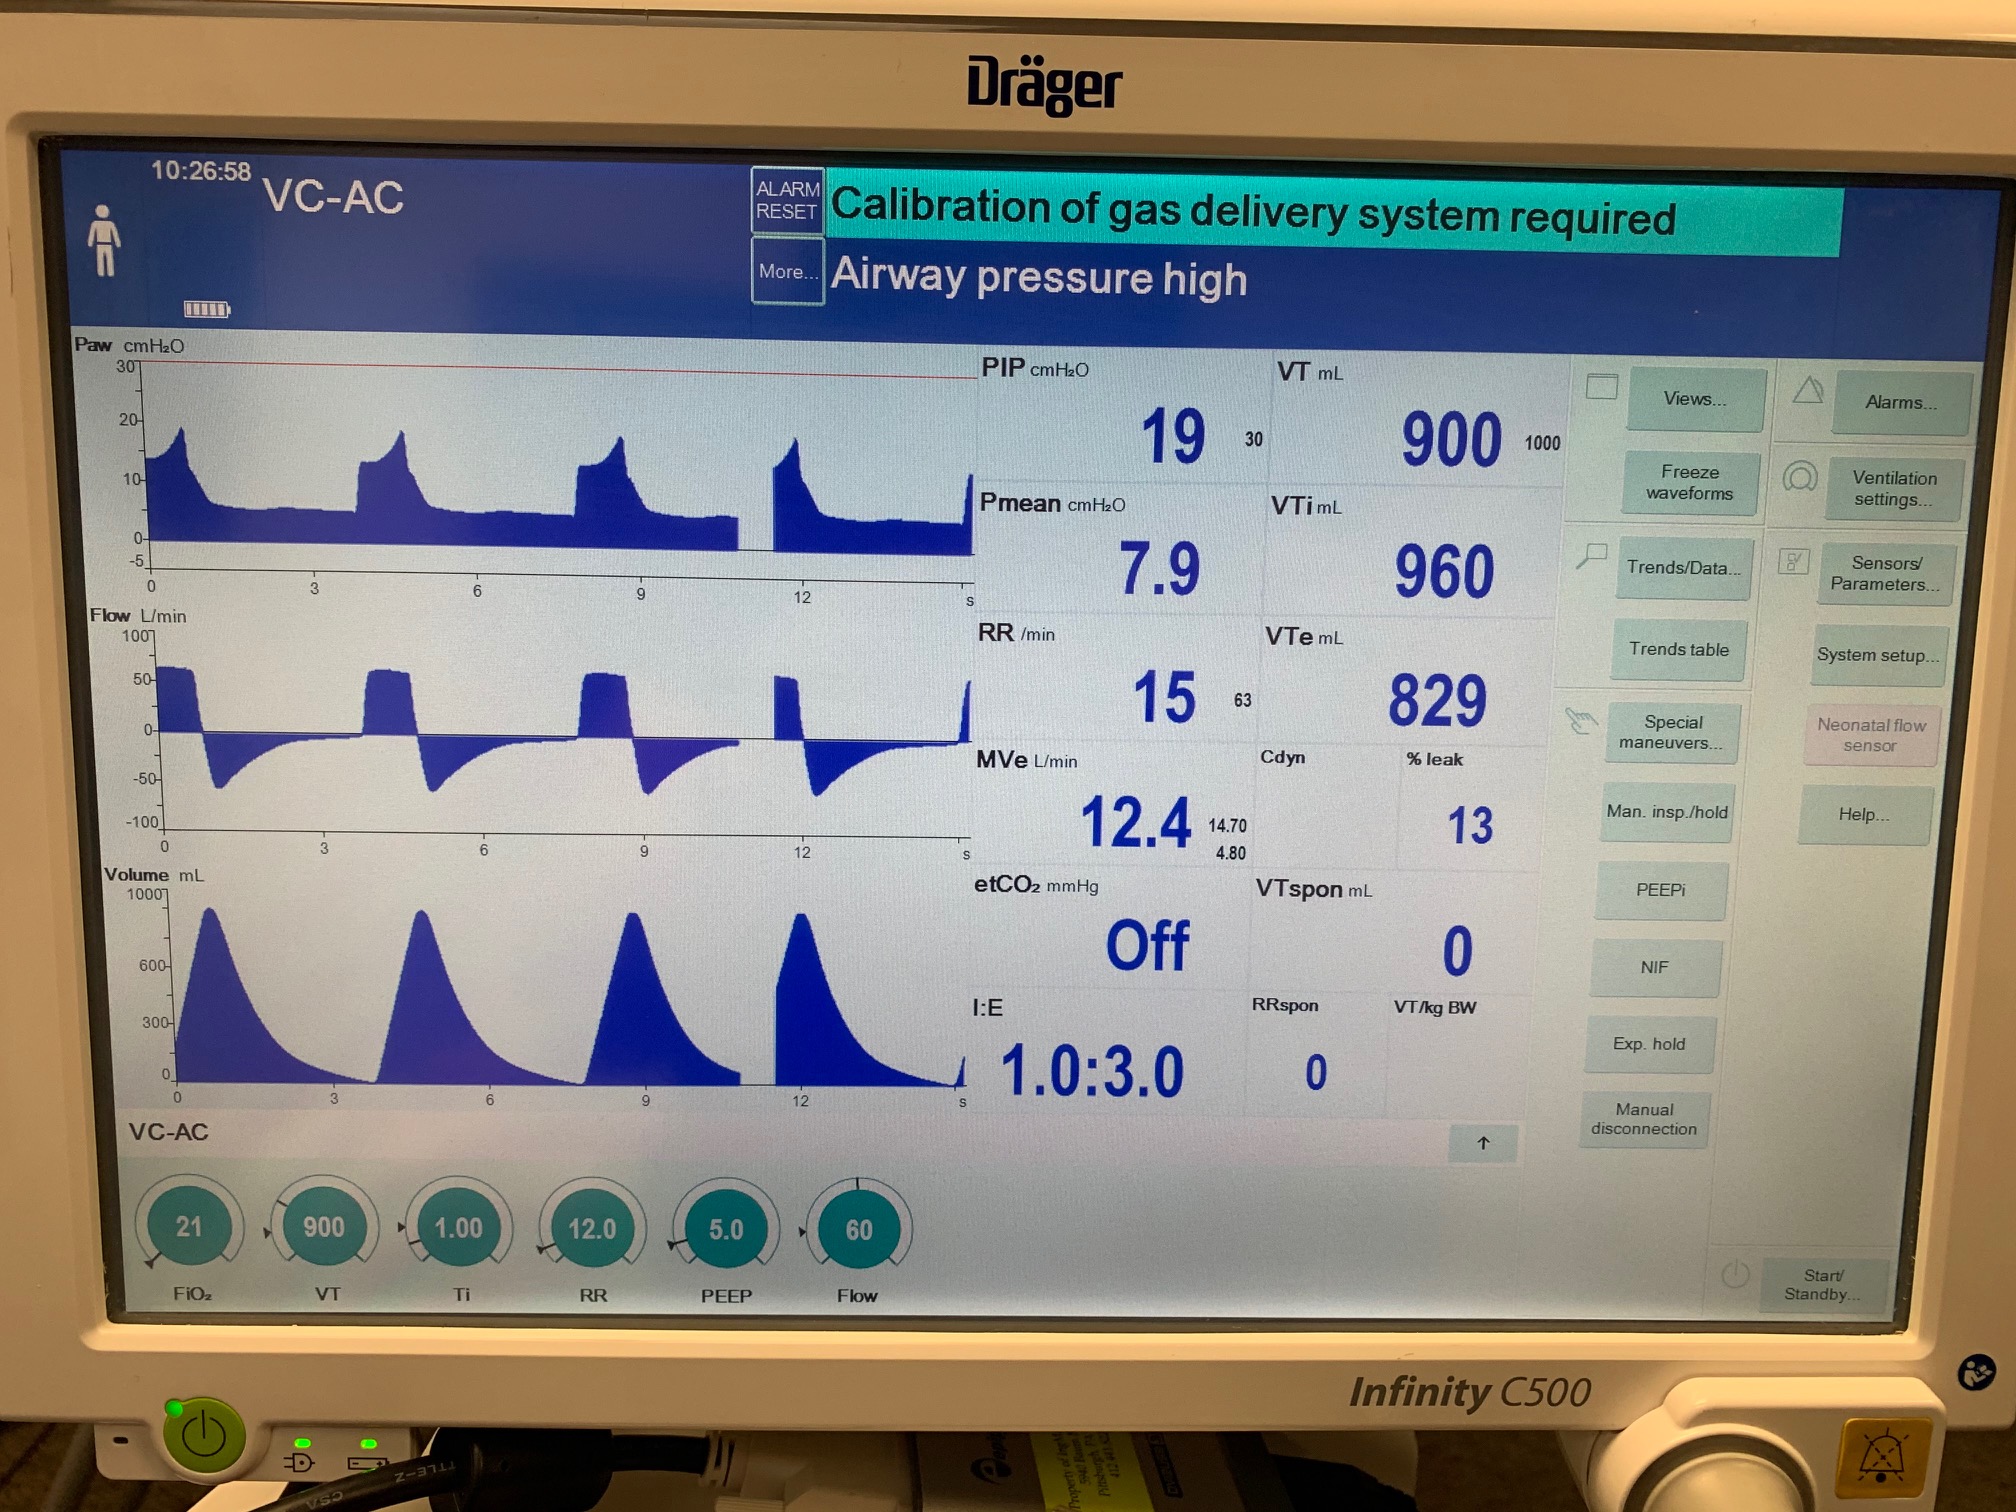 Dräger
10:26:58
VC-AC
ALARM
RESET
Calibration of gas delivery system required
More...
Airway pressure high
Paw cmH₂O
30
20
10
0
-5
0 3 6 9 12 s
Flow L/min
100
50
0
-50
-100
0 3 6 9 12 s
Volume mL
1000
600
300
0
0 3 6 9 12 s
PIP cmH₂O
19 30
VT mL
900 1000
Pmean cmH₂O
7.9
VTi mL
960
RR /min
15 63
VTe mL
829
MVe L/min
12.4 14.70
4.80
Cdyn
% leak
13
etCO₂ mmHg
Off
VTspon mL
0
I:E
1.0:3.0
RRspon
0
VT/kg BW
Views...
Freeze
waveforms
Trends/Data...
Trends table
Special
maneuvers...
Man. insp./hold
PEEPi
NIF
Exp. hold
Manual
disconnection
Alarms...
Ventilation
settings...
Sensors/
Parameters...
System setup...
Neonatal flow
sensor
Help...
Start/
Standby...
VC-AC
21 900 1.00 12.0 5.0 60
FiO₂ VT Ti RR PEEP Flow
Infinity C500
TTLE-Z
CSA
Property of
Pittsburgh, PA